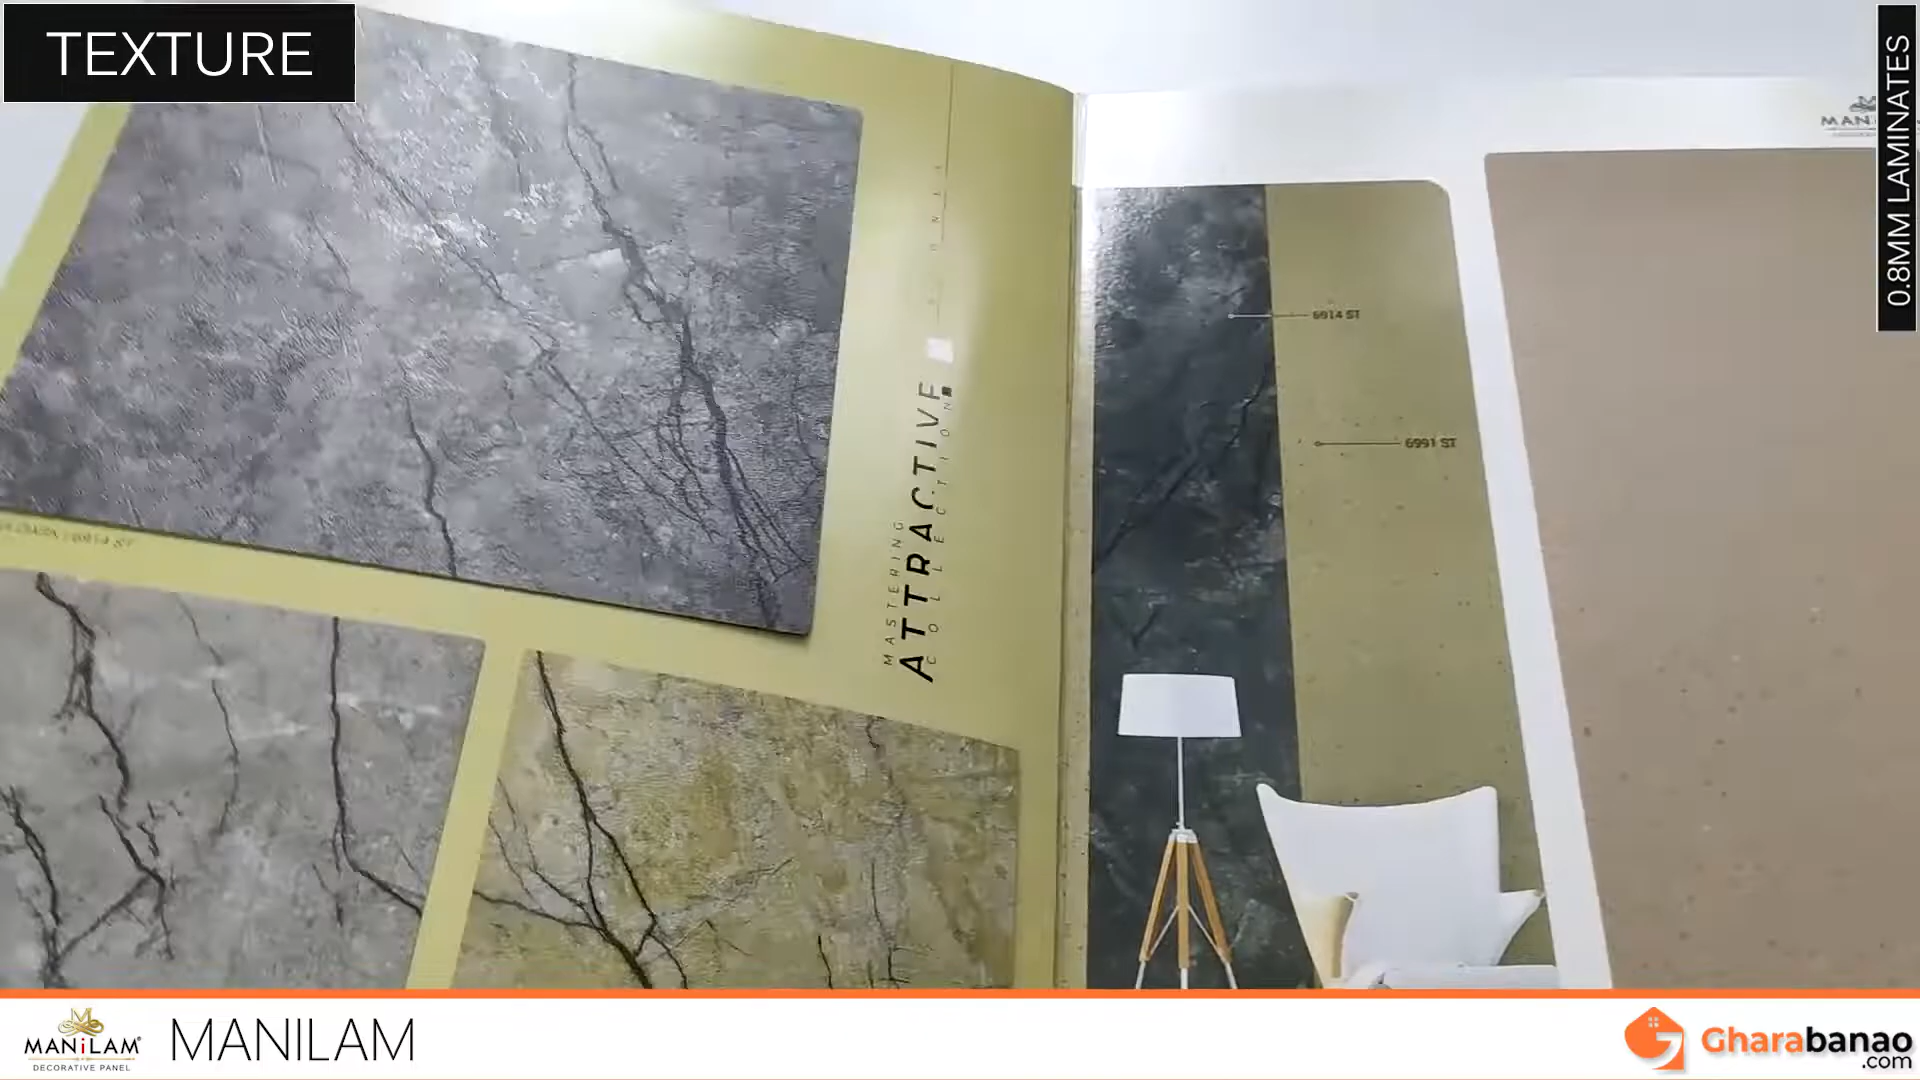 TEXTURE
0.8MM LAMINATES
MASTERING
ATTRACTIVE
COLLECTION
6914 ST
6991 ST
MANiLAM
DECORATIVE PANEL
MANILAM
Gharabanao
.com